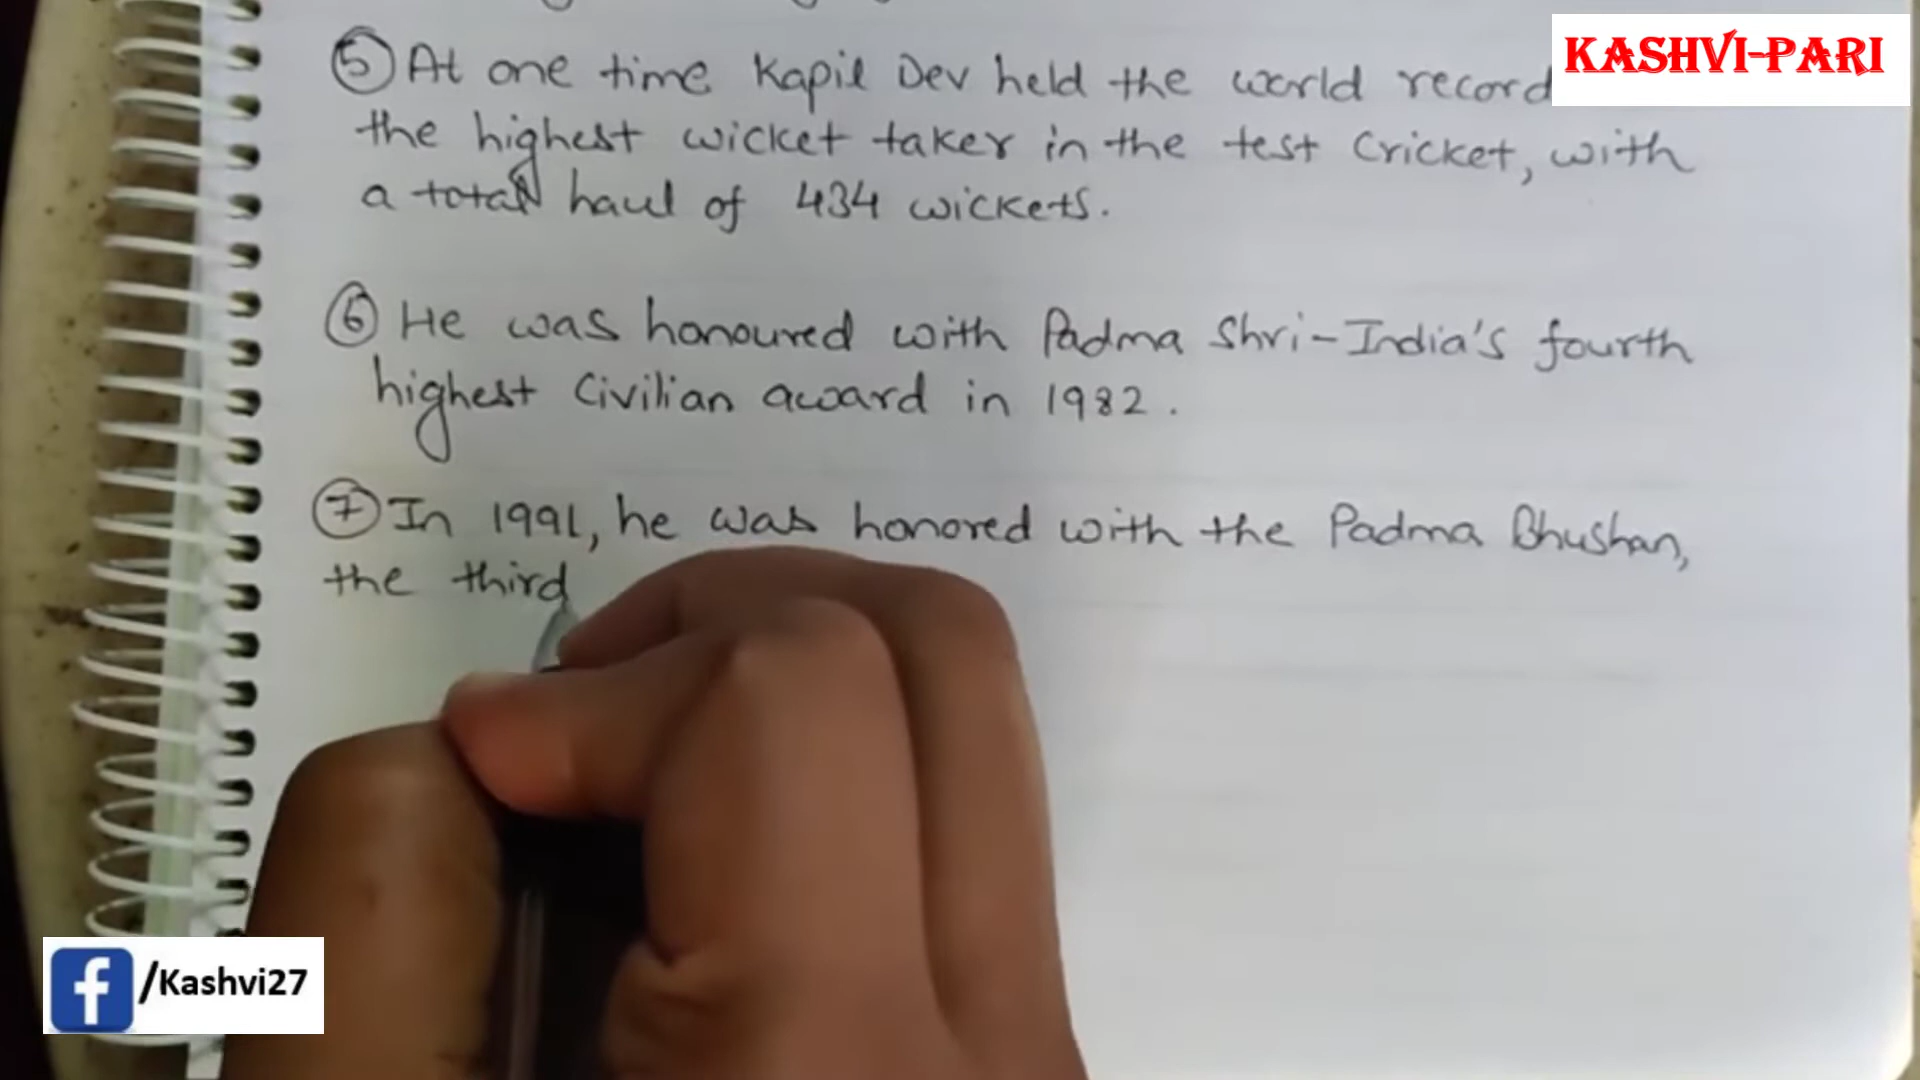 KASHVI-PARI
⑤ At one time Kapil Dev held the world record
the highest wicket taker in the test Cricket, with
a total haul of 434 wickets.
⑥ He was honoured with Padma Shri-India's fourth
highest Civilian award in 1982.
⑦ In 1991, he was honored with the Padma Bhushan,
the third
/Kashvi27